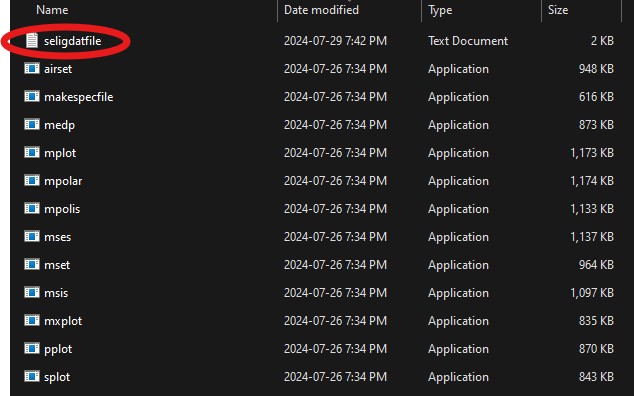 Name Date modified Type Size
seligdatfile 2024-07-29 7:42 PM Text Document 2 KB
airset 2024-07-26 7:34 PM Application 948 KB
makespecfile 2024-07-26 7:34 PM Application 616 KB
medp 2024-07-26 7:34 PM Application 873 KB
mplot 2024-07-26 7:34 PM Application 1,173 KB
mpolar 2024-07-26 7:34 PM Application 1,174 KB
mpolis 2024-07-26 7:34 PM Application 1,133 KB
mses 2024-07-26 7:34 PM Application 1,137 KB
mset 2024-07-26 7:34 PM Application 964 KB
msis 2024-07-26 7:34 PM Application 1,097 KB
mxplot 2024-07-26 7:34 PM Application 835 KB
pplot 2024-07-26 7:34 PM Application 870 KB
splot 2024-07-26 7:34 PM Application 843 KB